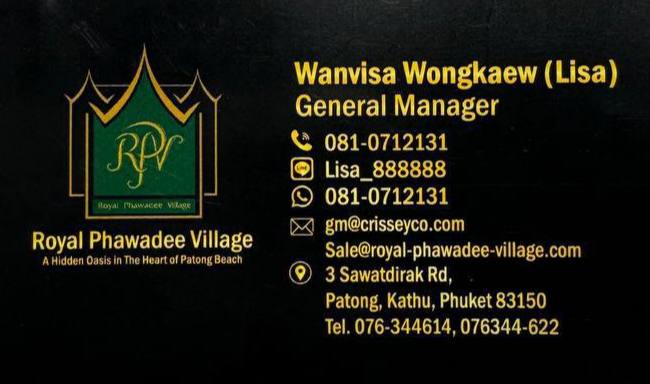 RPV
Royal Phawadee Village
Royal Phawadee Village
A Hidden Oasis in The Heart of Patong Beach
Wanvisa Wongkaew (Lisa)
General Manager
081-0712131
Lisa_888888
081-0712131
gm@crisseyco.com
Sale@royal-phawadee-village.com
3 Sawatdirak Rd,
Patong, Kathu, Phuket 83150
Tel. 076-344614, 076344-622